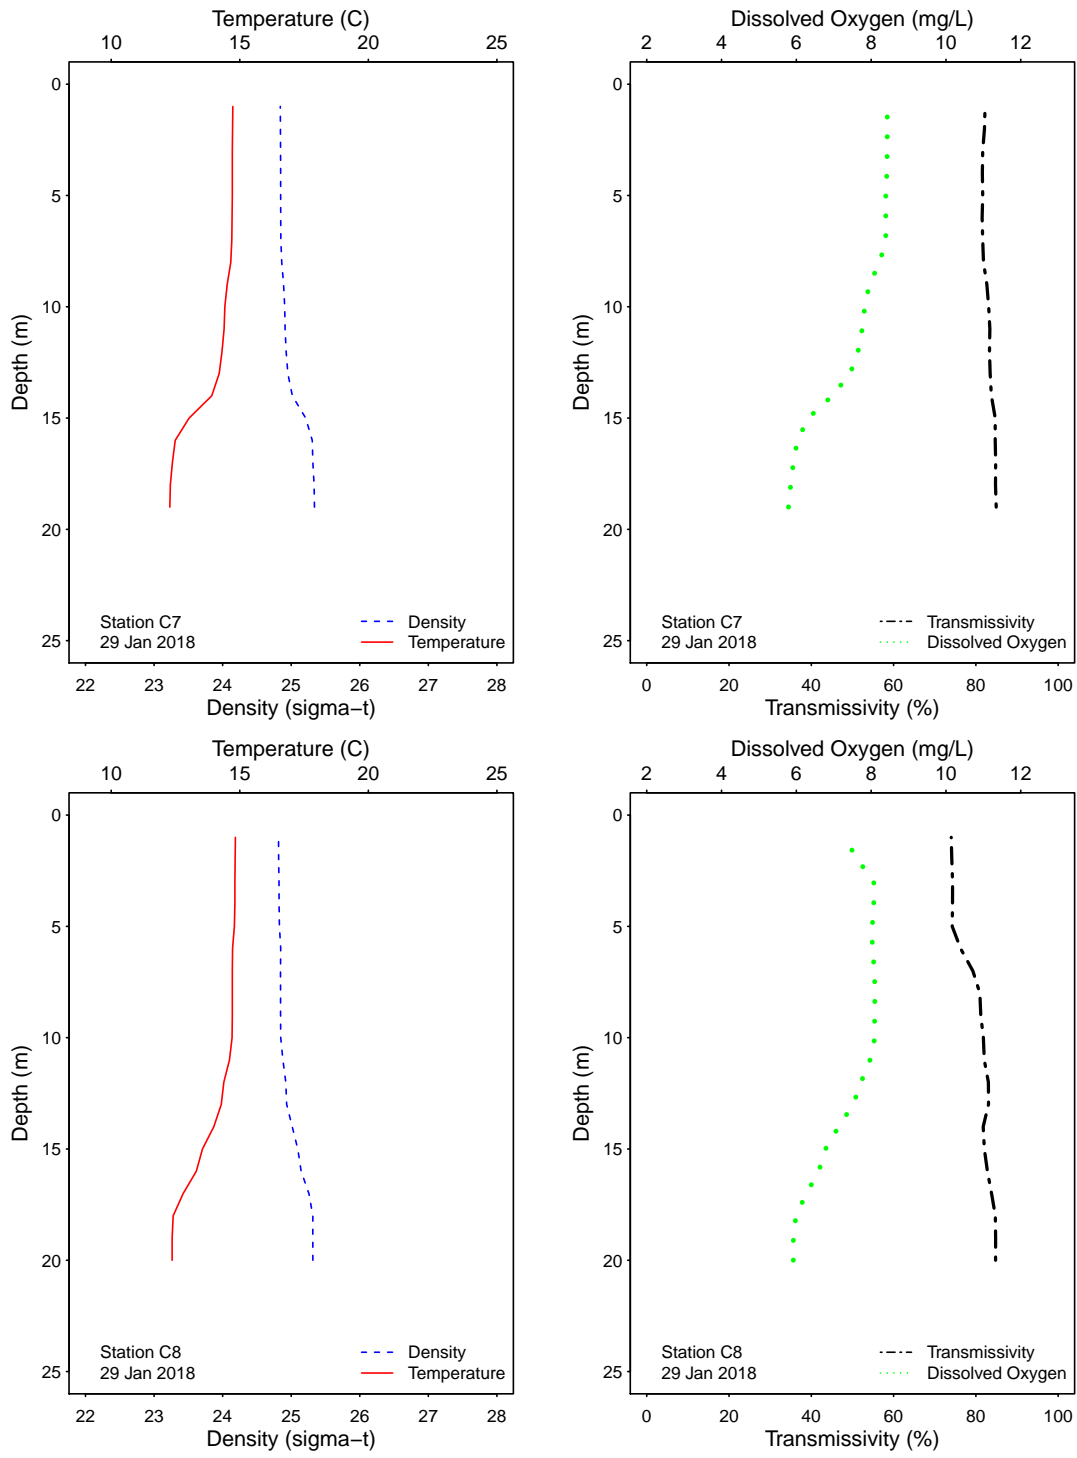 Temperature (C)
10 15 20 25
0
5
10
15
20
25
Depth (m)
Station C7
29 Jan 2018
Density
Temperature
22 23 24 25 26 27 28
Density (sigma−t)
Dissolved Oxygen (mg/L)
2 4 6 8 10 12
0
5
10
15
20
25
Depth (m)
Station C7
29 Jan 2018
Transmissivity
Dissolved Oxygen
0 20 40 60 80 100
Transmissivity (%)
Temperature (C)
10 15 20 25
0
5
10
15
20
25
Depth (m)
Station C8
29 Jan 2018
Density
Temperature
22 23 24 25 26 27 28
Density (sigma−t)
Dissolved Oxygen (mg/L)
2 4 6 8 10 12
0
5
10
15
20
25
Depth (m)
Station C8
29 Jan 2018
Transmissivity
Dissolved Oxygen
0 20 40 60 80 100
Transmissivity (%)